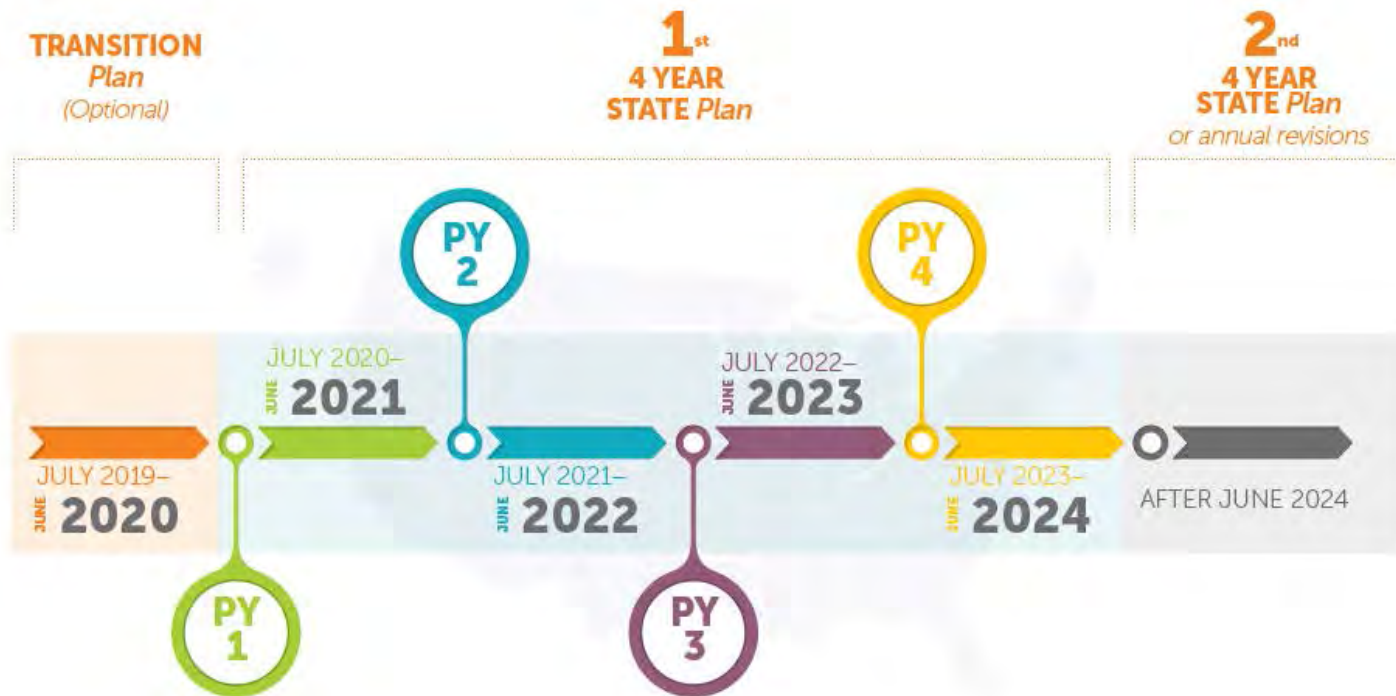 TRANSITION
Plan
(Optional)
1st
4 YEAR
STATE Plan
2nd
4 YEAR
STATE Plan
or annual revisions
PY
2
PY
4
JULY 2020–
JUNE 2021
JULY 2022–
JUNE 2023
JULY 2019–
JUNE 2020
JULY 2021–
JUNE 2022
JULY 2023–
JUNE 2024
AFTER JUNE 2024
PY
1
PY
3